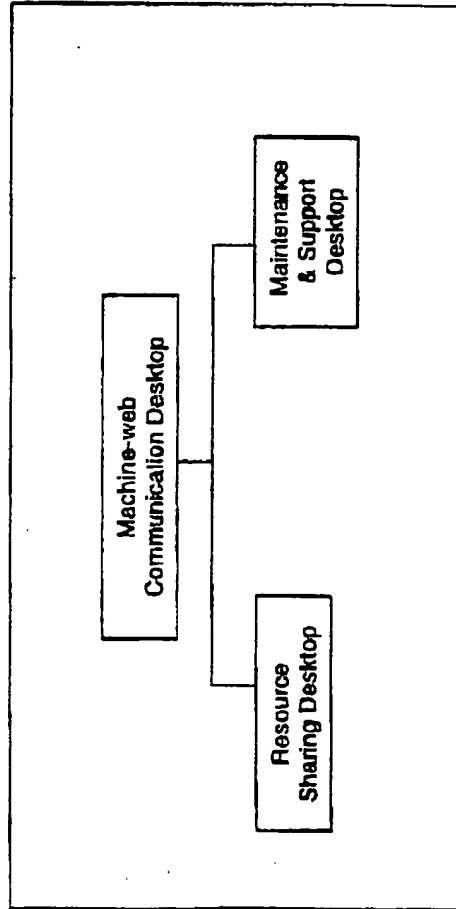 Machine-web
Communication Desktop
Resource
Sharing Desktop
Maintenance
& Support
Desktop